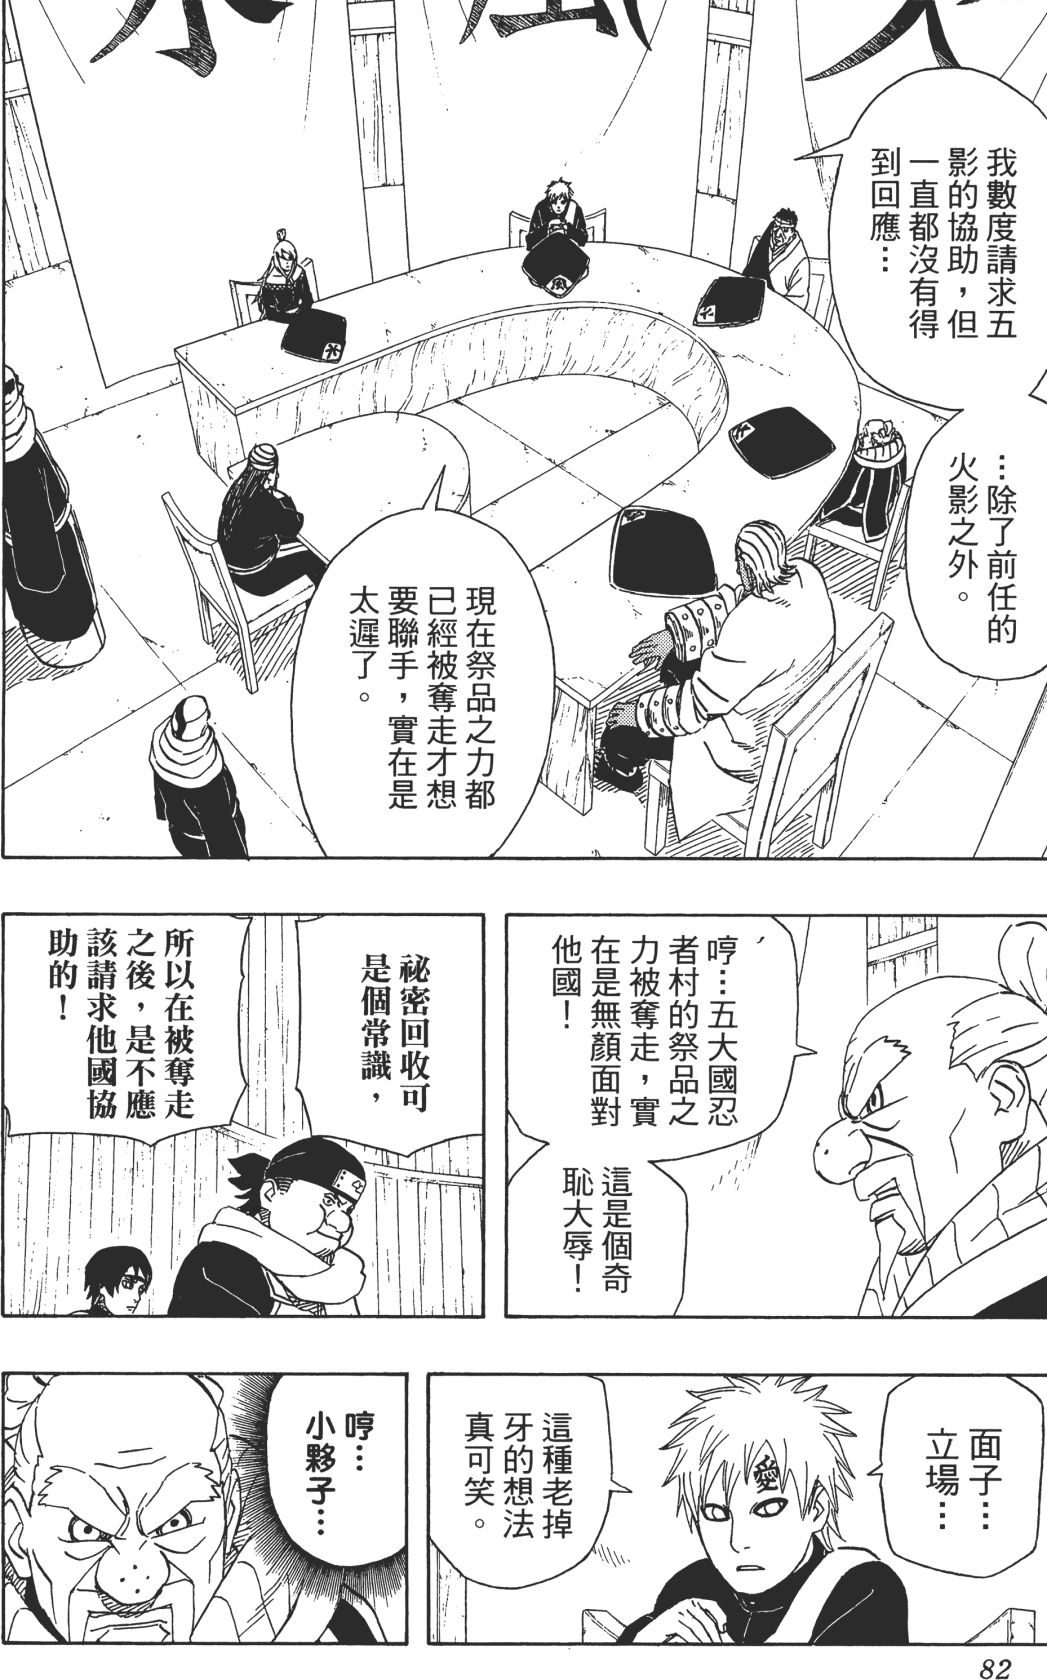 火
風
水
我數度請求五
影的協助，但
一直都沒有得
到回應…
…除了前任的
火影之外。
風
水
現在祭品之力都
已經被奪走才想
要聯手，實在是
太遲了。
哼…五大國忍
者村的祭品之
力被奪走，實
在是無顏面對
他國！
這是個奇
恥大辱！
祕密回收可
是個常識，
所以在被奪走
之後，是不應
該請求他國協
助的！
面子…
立場…
愛
這種老掉
牙的想法
真可笑。
哼…
小夥子…
82